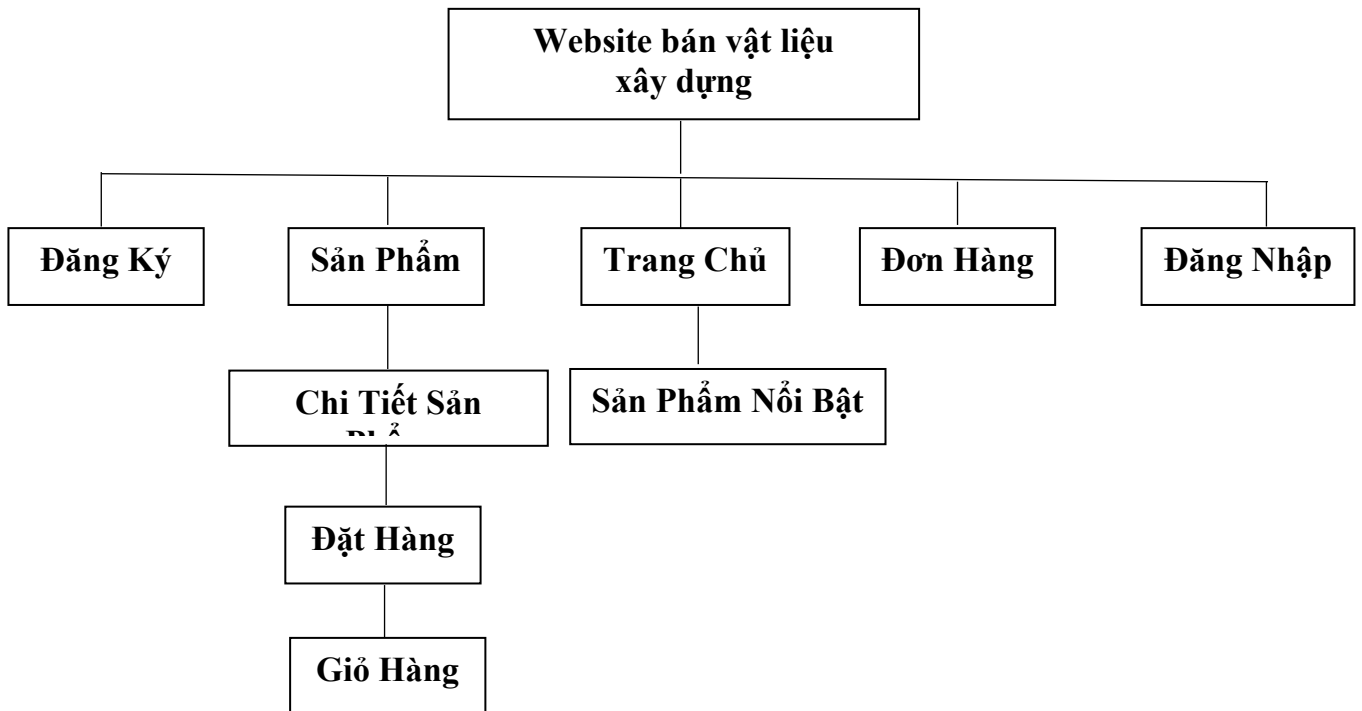 Website bán vật liệu
xây dựng
Đăng Ký
Sản Phẩm
Trang Chủ
Đơn Hàng
Đăng Nhập
Chi Tiết Sản
Sản Phẩm Nổi Bật
Đặt Hàng
Giỏ Hàng